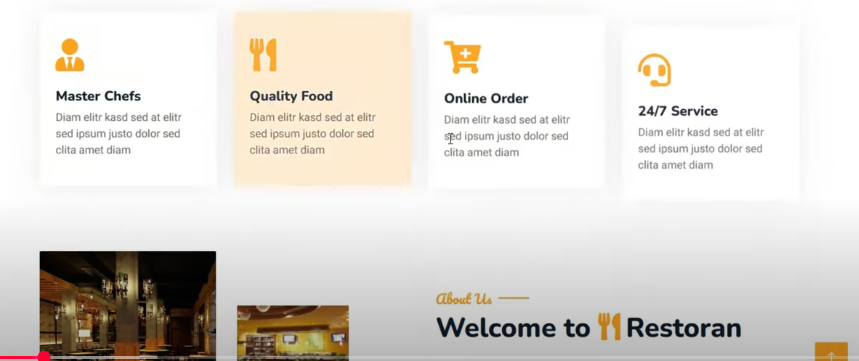 Master Chefs
Diam elitr kasd sed at elitr
sed ipsum justo dolor sed
clita amet diam
Quality Food
Diam elitr kasd sed at elitr
sed ipsum justo dolor sed
clita amet diam
Online Order
Diam elitr kasd sed at elitr
sed ipsum justo dolor sed
clita amet diam
24/7 Service
Diam elitr kasd sed at elitr
sed ipsum justo dolor sed
clita amet diam
About Us
Welcome to Restoran